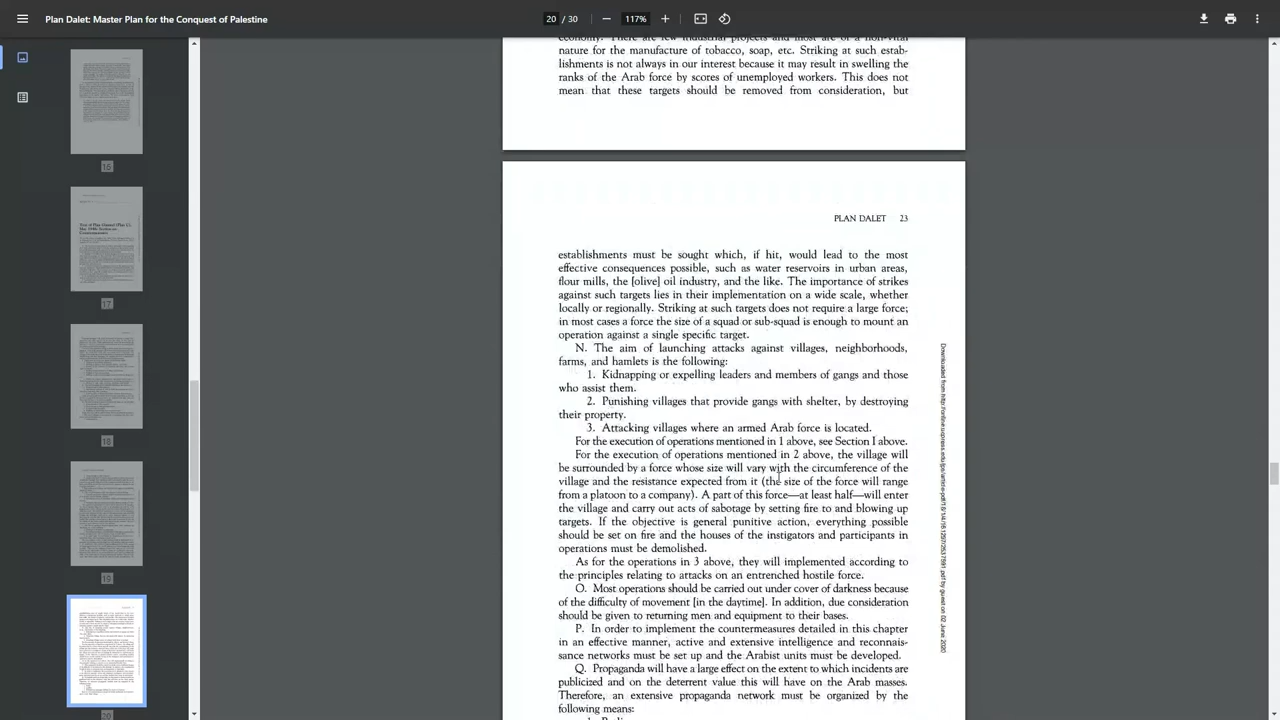 Plan Dalet: Master Plan for the Conquest of Palestine
20 / 30
117%
economy. There are few industrial projects and most are of a non-vital
nature for the manufacture of tobacco, soap, etc. Striking at such estab-
lishments is not always in our interest because it may result in swelling the
ranks of the Arab force by scores of unemployed workers. This does not
mean that these targets should be removed from consideration, but
PLAN DALET 23
establishments must be sought which, if hit, would lead to the most
effective consequences possible, such as water reservoirs in urban areas,
flour mills, the [olive] oil industry, and the like. The importance of strikes
against such targets lies in their implementation on a wide scale, whether
locally or regionally. Striking at such targets does not require a large force;
in most cases a force the size of a squad or sub-squad is enough to mount an
operation against a single specific target.
N. The aim of launching attacks against villages, neighborhoods,
farms, and hamlets is the following:
1. Kidnapping or expelling leaders and members of gangs and those
who assist them.
2. Punishing villages that provide gangs with shelter, by destroying
their property.
3. Attacking villages where an armed Arab force is located.
For the execution of operations mentioned in 1 above, see Section I above.
For the execution of operations mentioned in 2 above, the village will
be surrounded by a force whose size will vary with the circumference of the
village and the resistance expected from it (the size of the force will range
from a platoon to a company). A part of this force—at least half—will enter
the village and carry out acts of sabotage by setting fire to and blowing up
targets. If the objective is general punitive action, everything possible
should be set on fire and the houses of the instigators and participants in
operations must be demolished.
As for the operations in 3 above, they will implemented according to
the principles relating to attacks on an entrenched hostile force.
O. Most operations should be carried out under cover of darkness because
of the difficulty of movement [in the daytime]. In addition, due consideration
should be given to returning men and equipment to their bases.
P. In order to implement the countermeasures detailed in this chapter
in an effective manner, active and extensive intelligence and reconnais-
sance networks must be set up and the Arabist units must be developed.
Q. Propaganda will have a large effect on the extent to which incidents are
publicized and on the deterrent value this will have on the Arab masses.
Therefore, an extensive propaganda network must be organized by the
following means:
16
17
18
19
20